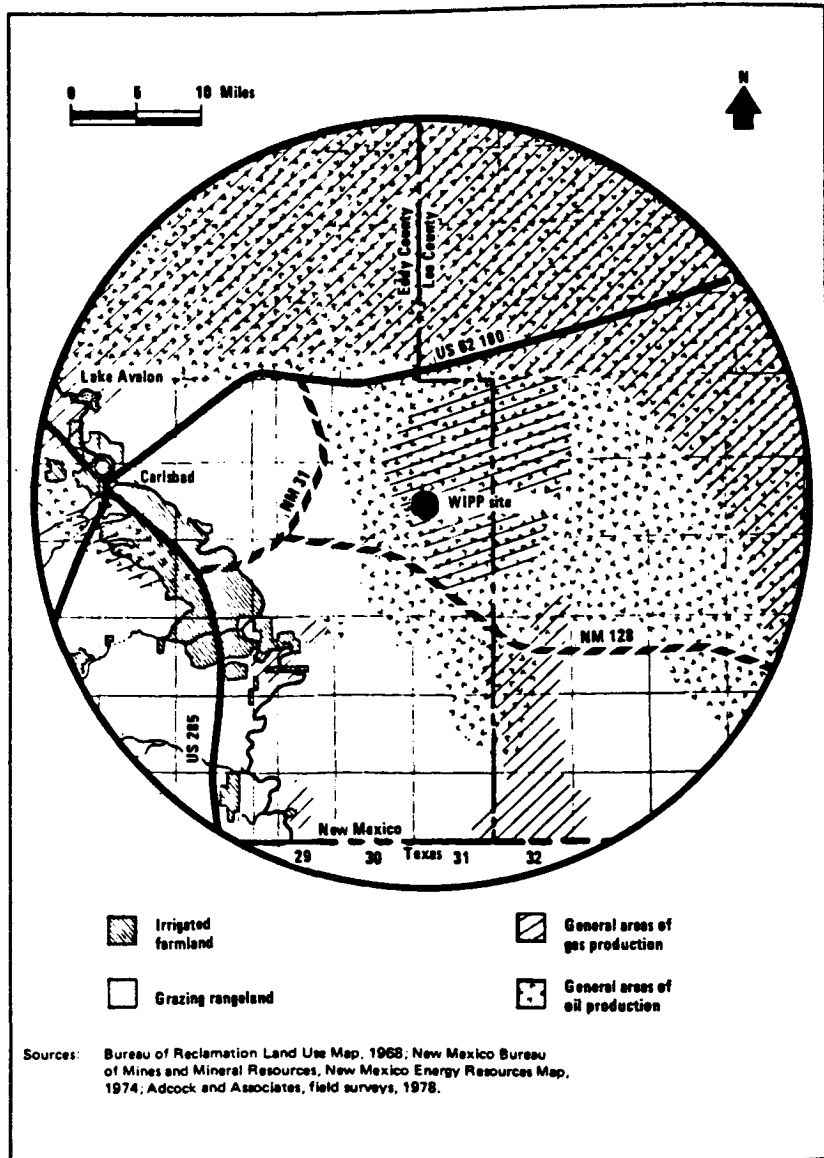 0 5 10 Miles
N
Eddy County
Lea County
US 62 180
Lake Avalon
Carlsbad
NM 31
WIPP site
NM 128
US 285
New Mexico
Texas
29 30 31 32
Irrigated
farmland
General areas of
gas production
Grazing rangeland
General areas of
oil production
Sources: Bureau of Reclamation Land Use Map, 1968; New Mexico Bureau
of Mines and Mineral Resources, New Mexico Energy Resources Map,
1974; Adcock and Associates, field surveys, 1978.